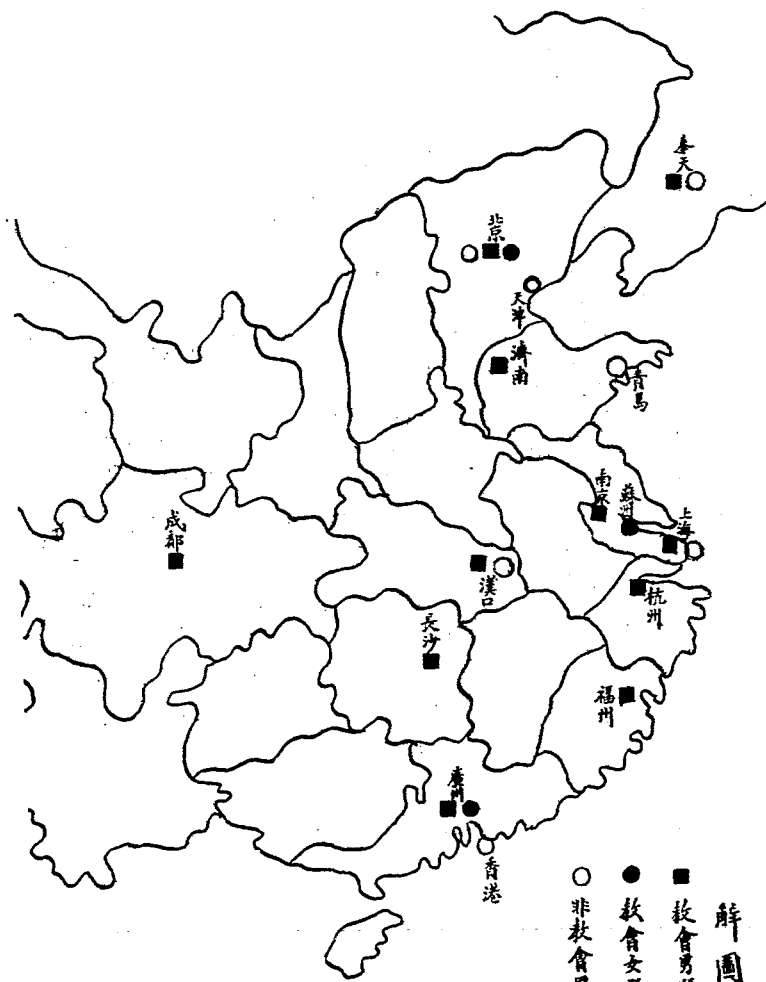 奉天
北京
天津
濟南
青島
南京
蘇州
上海
成都
漢口
杭州
長沙
福州
廣州
香港
圖解
教會男
教會女
非教會男